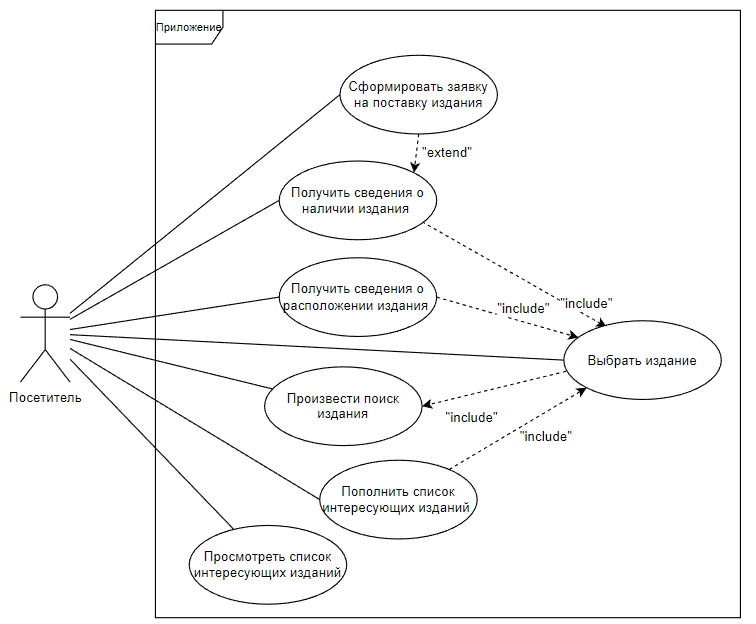 Приложение
Сформировать заявку
на поставку издания
"extend"
Получить сведения о
наличии издания
Получить сведения о
расположении издания
"include"
"include"
Выбрать издание
Посетитель
Произвести поиск
издания
"include"
"include"
Пополнить список
интересующих изданий
Просмотреть список
интересующих изданий